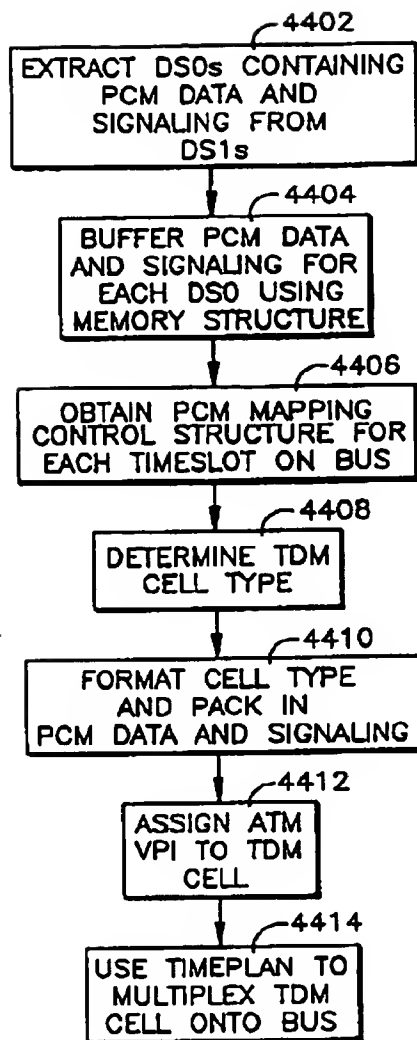 4402
EXTRACT DS0s CONTAINING
PCM DATA AND
SIGNALING FROM
DS1s
4404
BUFFER PCM DATA
AND SIGNALING FOR
EACH DS0 USING
MEMORY STRUCTURE
4406
OBTAIN PCM MAPPING
CONTROL STRUCTURE FOR
EACH TIMESLOT ON BUS
4408
DETERMINE TDM
CELL TYPE
4410
FORMAT CELL TYPE
AND PACK IN
PCM DATA AND SIGNALING
4412
ASSIGN ATM
VPI TO TDM
CELL
4414
USE TIMEPLAN TO
MULTIPLEX TDM
CELL ONTO BUS